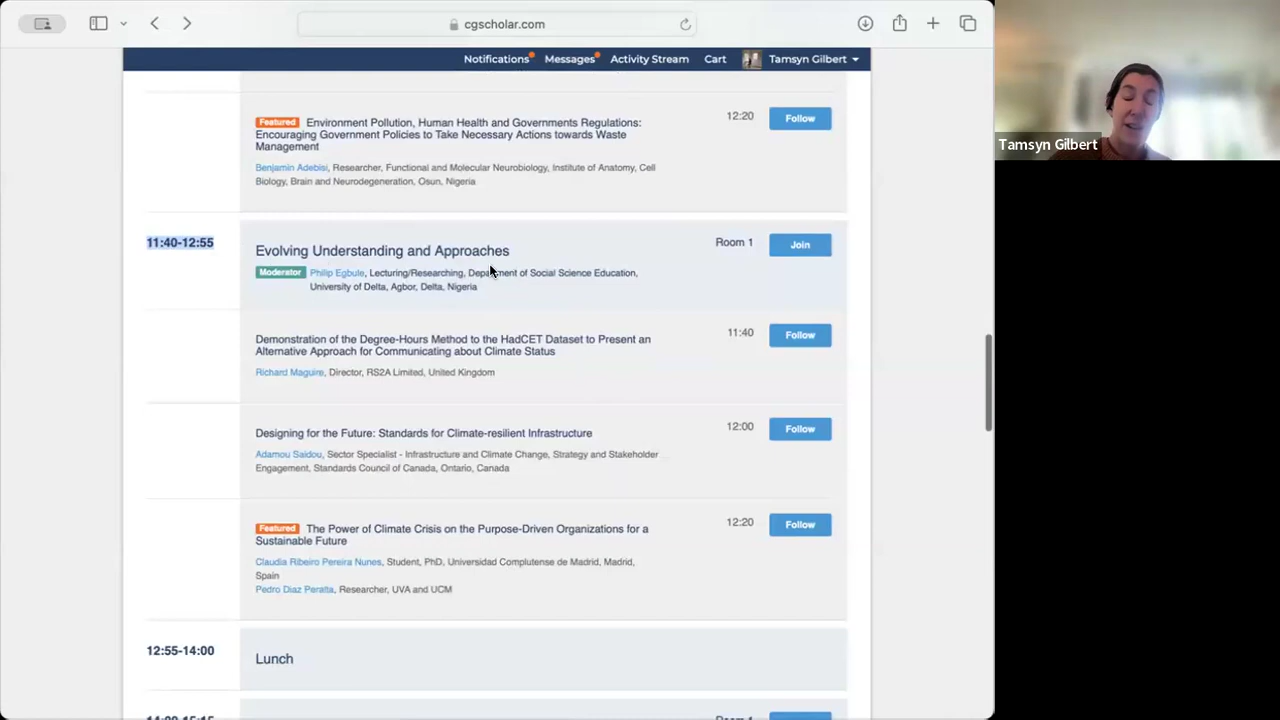 cgscholar.com
Notifications Messages Activity Stream Cart Tamsyn Gilbert
Featured Environment Pollution, Human Health and Governments Regulations:
Encouraging Government Policies to Take Necessary Actions towards Waste
Management
12:20 Follow
Benjamin Adebisi, Researcher, Functional and Molecular Neurobiology, Institute of Anatomy, Cell
Biology, Brain and Neurodegeneration, Osun, Nigeria
11:40-12:55
Evolving Understanding and Approaches
Room 1 Join
Moderator Philip Egbule, Lecturing/Researching, Department of Social Science Education,
University of Delta, Agbor, Delta, Nigeria
Demonstration of the Degree-Hours Method to the HadCET Dataset to Present an
Alternative Approach for Communicating about Climate Status
11:40 Follow
Richard Maguire, Director, RS2A Limited, United Kingdom
Designing for the Future: Standards for Climate-resilient Infrastructure
12:00 Follow
Adamou Saidou, Sector Specialist - Infrastructure and Climate Change, Strategy and Stakeholder
Engagement, Standards Council of Canada, Ontario, Canada
Featured The Power of Climate Crisis on the Purpose-Driven Organizations for a
Sustainable Future
12:20 Follow
Claudia Ribeiro Pereira Nunes, Student, PhD, Universidad Complutense de Madrid, Madrid,
Spain
Pedro Diaz Peralta, Researcher, UVA and UCM
12:55-14:00
Lunch
Tamsyn Gilbert